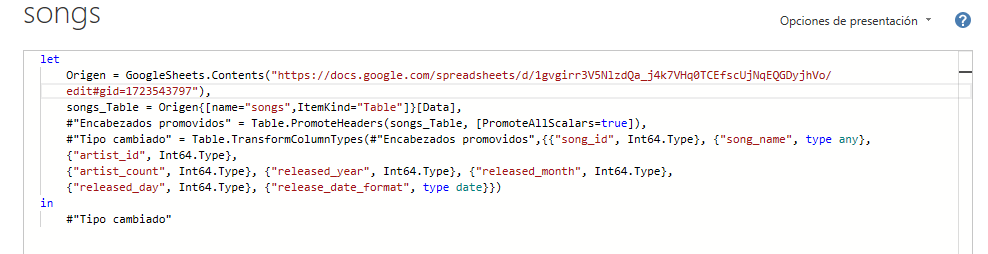 songs
Opciones de presentación
?
let
Origen = GoogleSheets.Contents("https://docs.google.com/spreadsheets/d/1gvgirr3V5NlzdQa_j4k7VHq0TCEfscUjNqEQGDyjhVo/
edit#gid=1723543797"),
songs_Table = Origen{[name="songs",ItemKind="Table"]}[Data],
#"Encabezados promovidos" = Table.PromoteHeaders(songs_Table, [PromoteAllScalars=true]),
#"Tipo cambiado" = Table.TransformColumnTypes(#"Encabezados promovidos",{{"song_id", Int64.Type}, {"song_name", type any},
{"artist_id", Int64.Type},
{"artist_count", Int64.Type}, {"released_year", Int64.Type}, {"released_month", Int64.Type},
{"released_day", Int64.Type}, {"release_date_format", type date}})
in
#"Tipo cambiado"